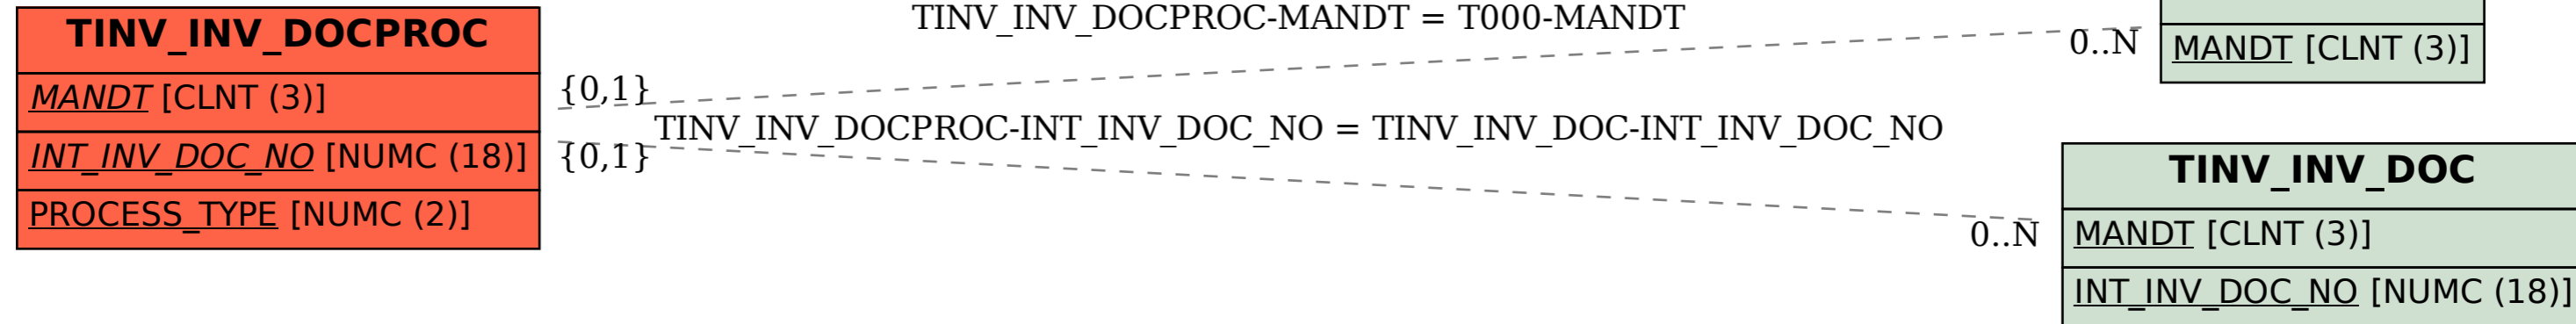 TINV_INV_DOCPROC
MANDT [CLNT (3)]
INT_INV_DOC_NO [NUMC (18)]
PROCESS_TYPE [NUMC (2)]
TINV_INV_DOCPROC-MANDT = T000-MANDT
{0,1}
0..N
TINV_INV_DOCPROC-INT_INV_DOC_NO = TINV_INV_DOC-INT_INV_DOC_NO
{0,1}
0..N
MANDT [CLNT (3)]
TINV_INV_DOC
MANDT [CLNT (3)]
INT_INV_DOC_NO [NUMC (18)]